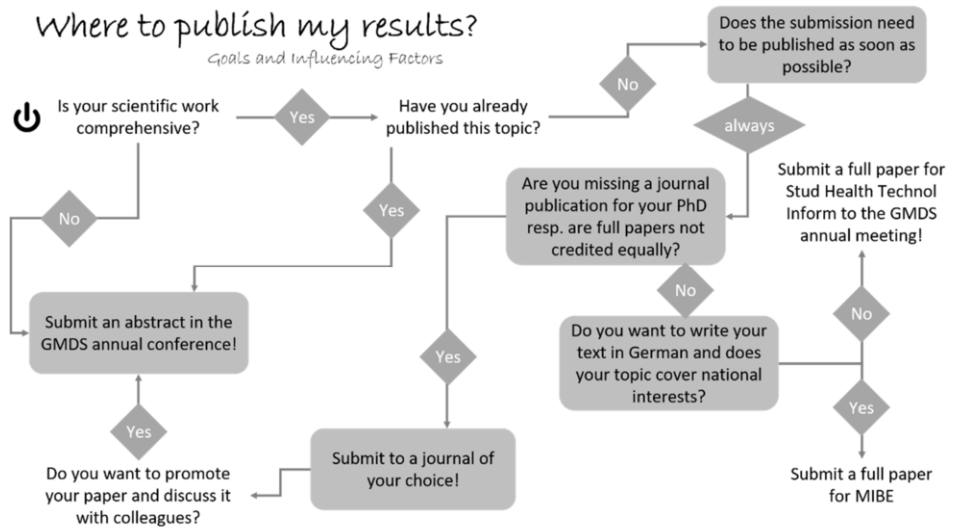 Where to publish my results?
Goals and Influencing Factors
Is your scientific work
comprehensive?
Yes
Have you already
published this topic?
No
Does the submission need
to be published as soon as
possible?
always
No
Yes
Are you missing a journal
publication for your PhD
resp. are full papers not
credited equally?
Submit a full paper for
Stud Health Technol
Inform to the GMDS
annual meeting!
No
No
Submit an abstract in the
GMDS annual conference!
Yes
Do you want to write your
text in German and does
your topic cover national
interests?
Yes
Yes
Do you want to promote
your paper and discuss it
with colleagues?
Submit to a journal of
your choice!
Submit a full paper
for MIBE